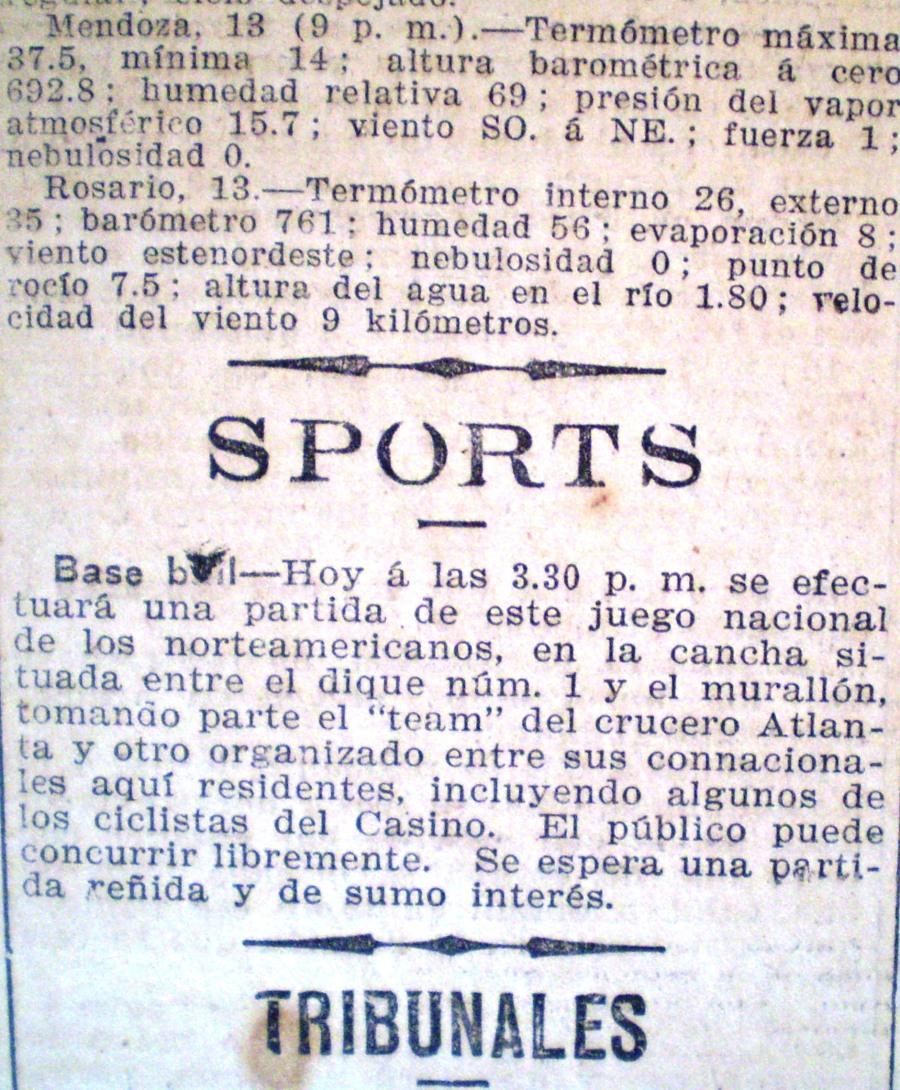 regular, cielo despejado.
Mendoza, 13 (9 p. m.).—Termómetro máxima
37.5, mínima 14; altura barométrica á cero
692.8; humedad relativa 69; presión del vapor
atmosférico 15.7; viento SO. á NE.; fuerza 1;
nebulosidad 0.
Rosario, 13.—Termómetro interno 26, externo
35; barómetro 761; humedad 56; evaporación 8;
viento estenordeste; nebulosidad 0; punto de
rocío 7.5; altura del agua en el río 1.80; velo-
cidad del viento 9 kilómetros.
SPORTS
Base ball—Hoy á las 3.30 p. m. se efec-
tuará una partida de este juego nacional
de los norteamericanos, en la cancha si-
tuada entre el dique núm. 1 y el murallón,
tomando parte el “team” del crucero Atlan-
ta y otro organizado entre sus connaciona-
les aquí residentes, incluyendo algunos de
los ciclistas del Casino. El público puede
concurrir libremente. Se espera una parti-
da reñida y de sumo interés.
TRIBUNALES